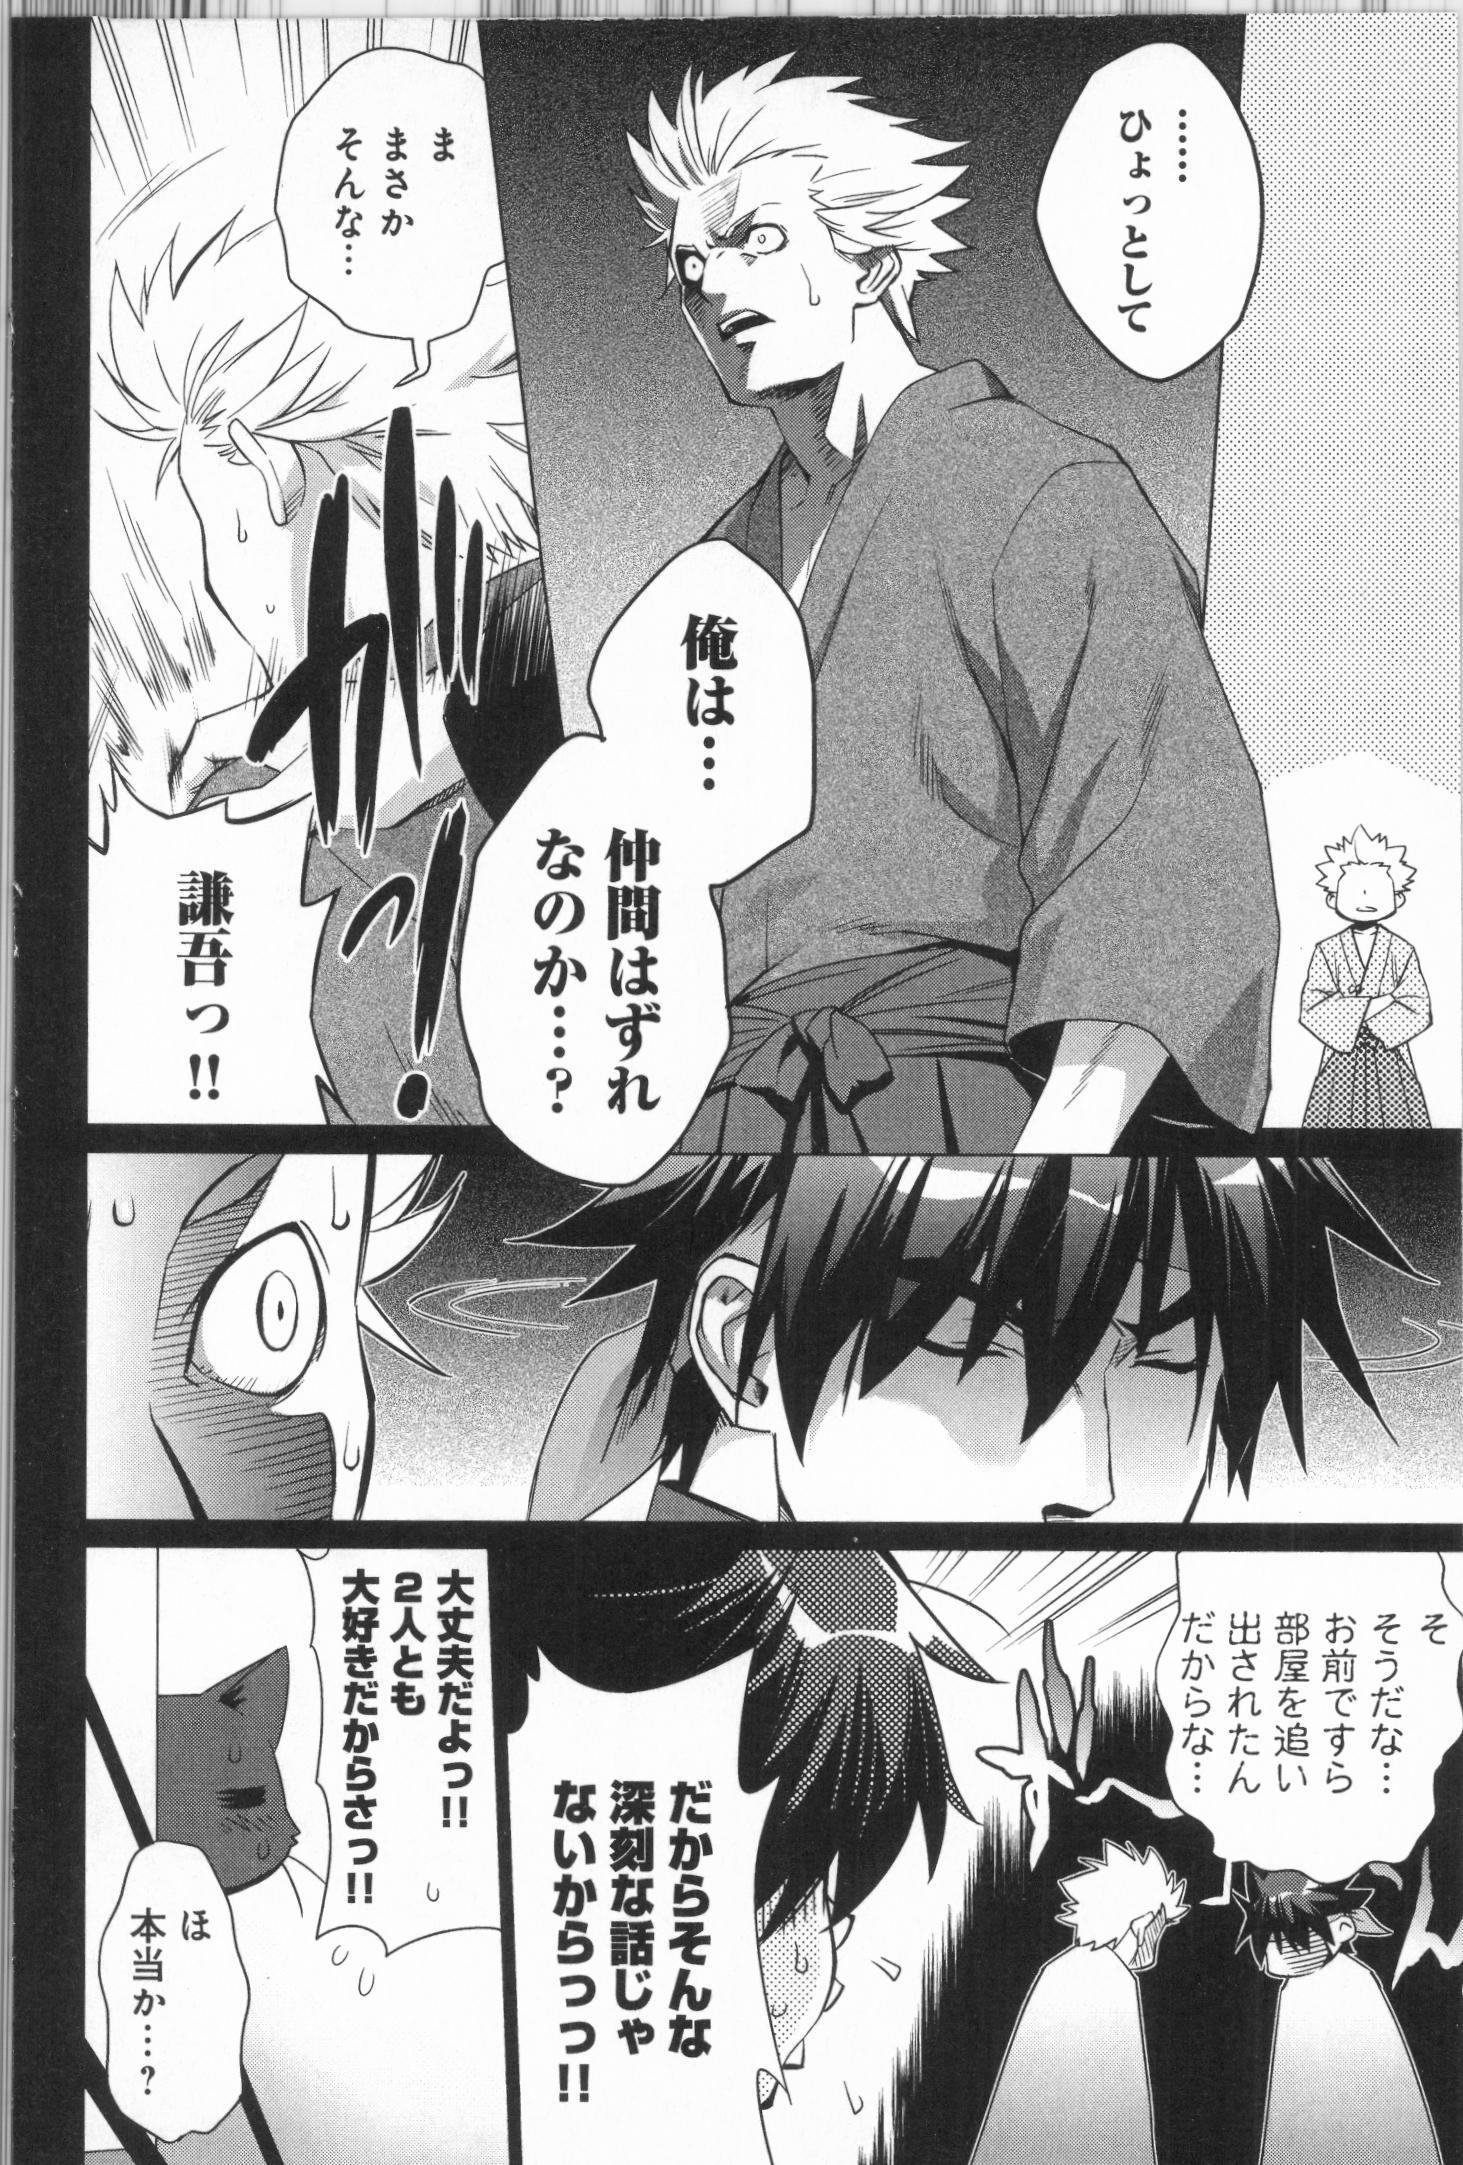 ……
ひょっとして
俺は…
仲間はずれ
なのか…?
ま
まさか
そんな…
ガーーーッ!
謙吾っ!!
そ
そうだな…
お前ですら
部屋を追い
出されたん
だからな…
だからそんな
深刻な話じゃ
ないからっっ!!
大丈夫だよっ!!
2人とも
大好きだからさっ!!
ほ
本当か…?